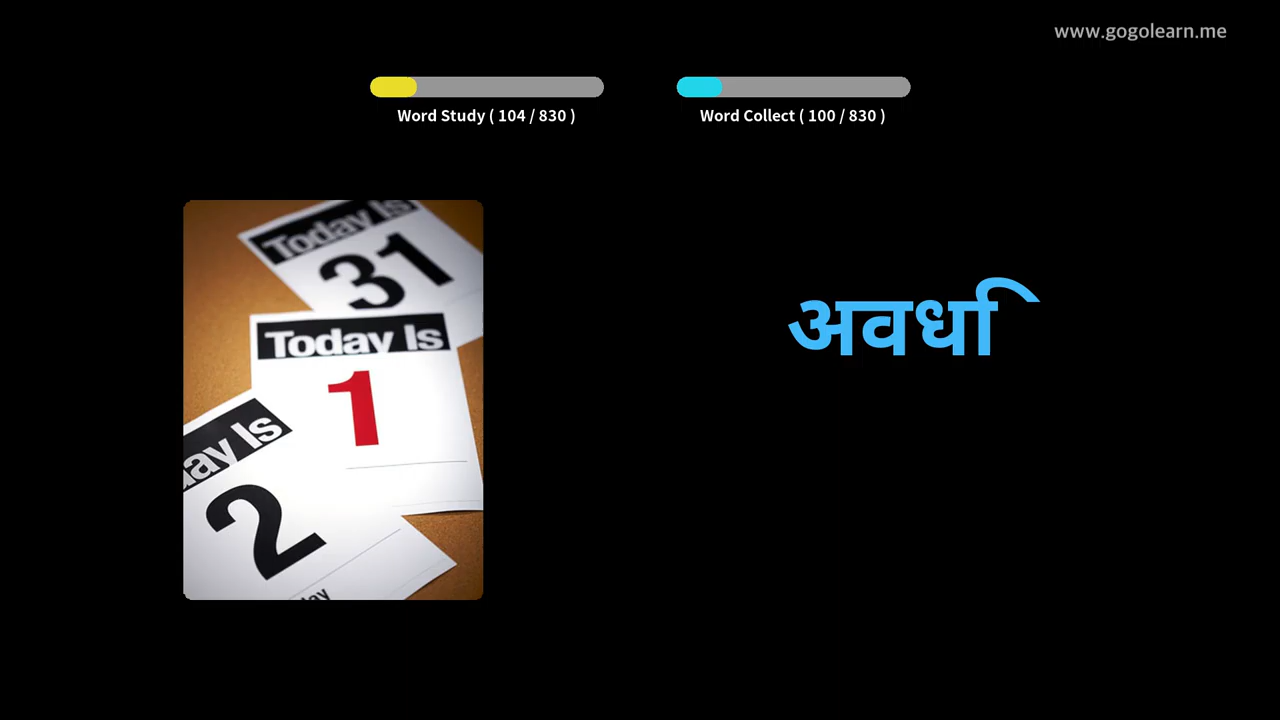 www.gogolearn.me
Word Study ( 104 / 830 )
Word Collect ( 100 / 830 )
Today Is
31
Today Is
1
ay Is
2
अवधि